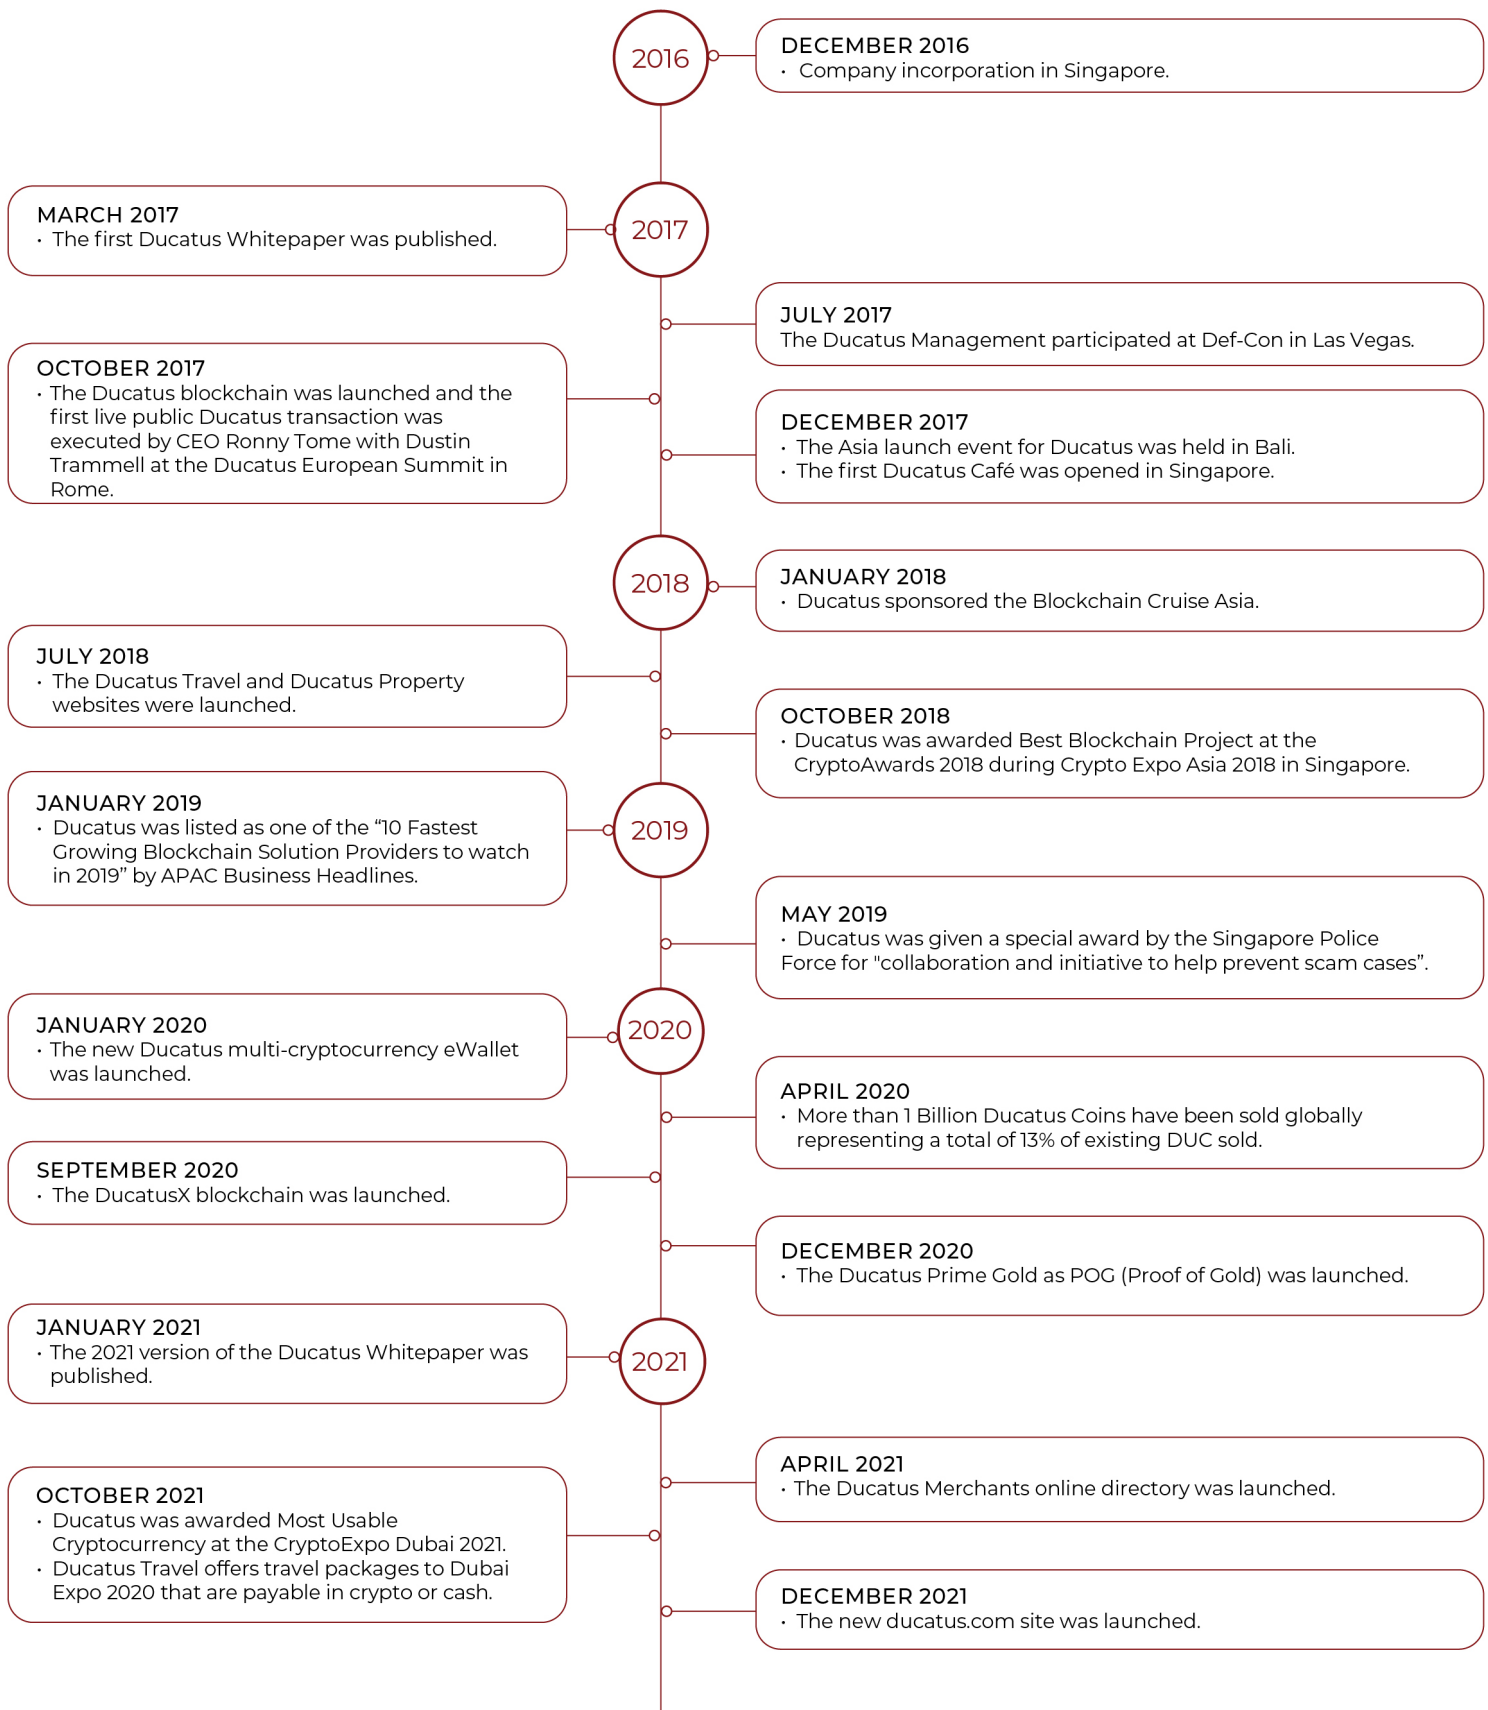 2016
DECEMBER 2016
• Company incorporation in Singapore.
MARCH 2017
• The first Ducatus Whitepaper was published.
2017
JULY 2017
The Ducatus Management participated at Def-Con in Las Vegas.
OCTOBER 2017
• The Ducatus blockchain was launched and the
first live public Ducatus transaction was
executed by CEO Ronny Tome with Dustin
Trammell at the Ducatus European Summit in
Rome.
DECEMBER 2017
• The Asia launch event for Ducatus was held in Bali.
• The first Ducatus Café was opened in Singapore.
2018
JANUARY 2018
• Ducatus sponsored the Blockchain Cruise Asia.
JULY 2018
• The Ducatus Travel and Ducatus Property
websites were launched.
OCTOBER 2018
• Ducatus was awarded Best Blockchain Project at the
CryptoAwards 2018 during Crypto Expo Asia 2018 in Singapore.
JANUARY 2019
• Ducatus was listed as one of the “10 Fastest
Growing Blockchain Solution Providers to watch
in 2019” by APAC Business Headlines.
2019
MAY 2019
• Ducatus was given a special award by the Singapore Police
Force for "collaboration and initiative to help prevent scam cases”.
JANUARY 2020
• The new Ducatus multi-cryptocurrency eWallet
was launched.
2020
APRIL 2020
• More than 1 Billion Ducatus Coins have been sold globally
representing a total of 13% of existing DUC sold.
SEPTEMBER 2020
• The DucatusX blockchain was launched.
DECEMBER 2020
• The Ducatus Prime Gold as POG (Proof of Gold) was launched.
JANUARY 2021
• The 2021 version of the Ducatus Whitepaper was
published.
2021
APRIL 2021
• The Ducatus Merchants online directory was launched.
OCTOBER 2021
• Ducatus was awarded Most Usable
Cryptocurrency at the CryptoExpo Dubai 2021.
• Ducatus Travel offers travel packages to Dubai
Expo 2020 that are payable in crypto or cash.
DECEMBER 2021
• The new ducatus.com site was launched.